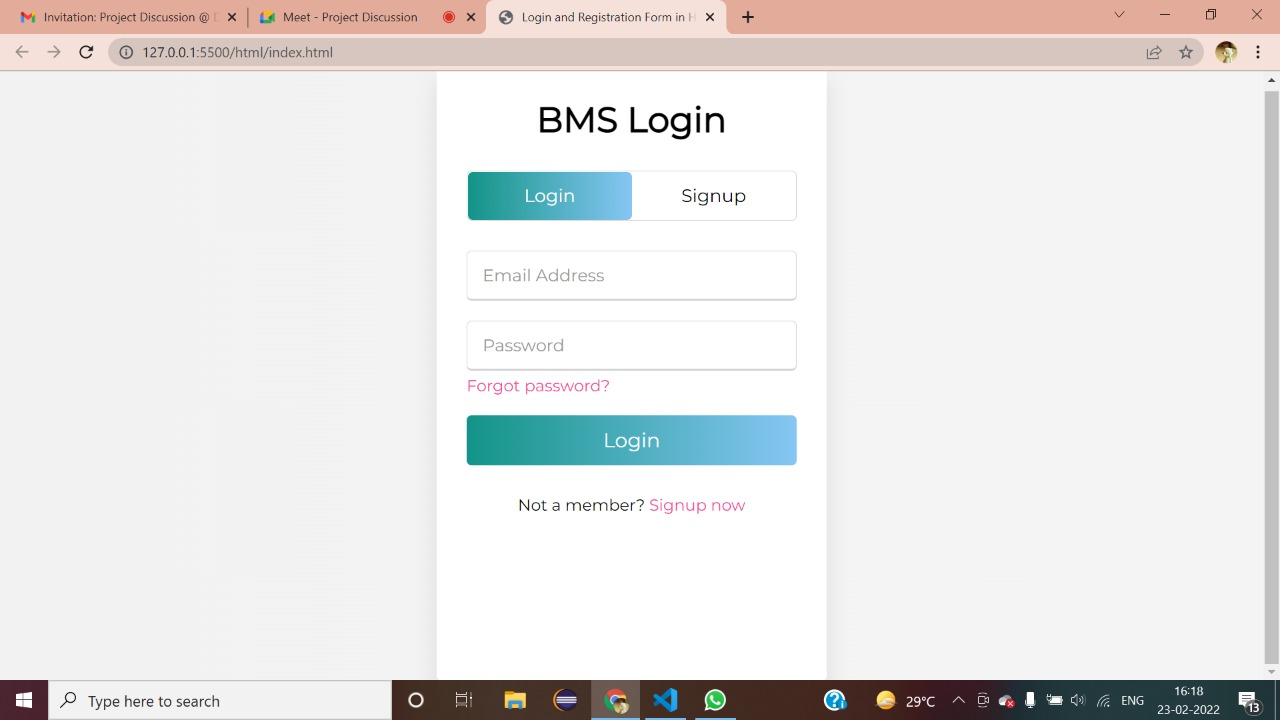 Invitation: Project Discussion @
Meet - Project Discussion
Login and Registration Form in H
127.0.0.1:5500/html/index.html
BMS Login
Login
Signup
Email Address
Password
Forgot password?
Login
Not a member? Signup now
Type here to search
29°C
ENG
16:18
23-02-2022
13